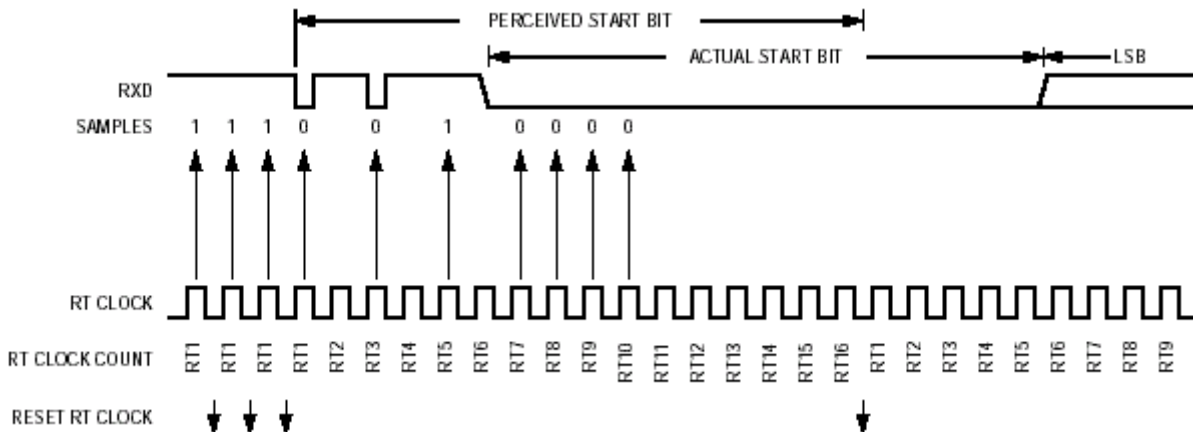 PERCEIVED START BIT
ACTUAL START BIT
LSB
RXD
SAMPLES 1 1 1 0 0 1 0 0 0 0
RT CLOCK
RT CLOCK COUNT RT1 RT1 RT1 RT1 RT2 RT3 RT4 RT5 RT6 RT7 RT8 RT9 RT10 RT11 RT12 RT13 RT14 RT15 RT16 RT1 RT2 RT3 RT4 RT5 RT6 RT7 RT8 RT9
RESET RT CLOCK